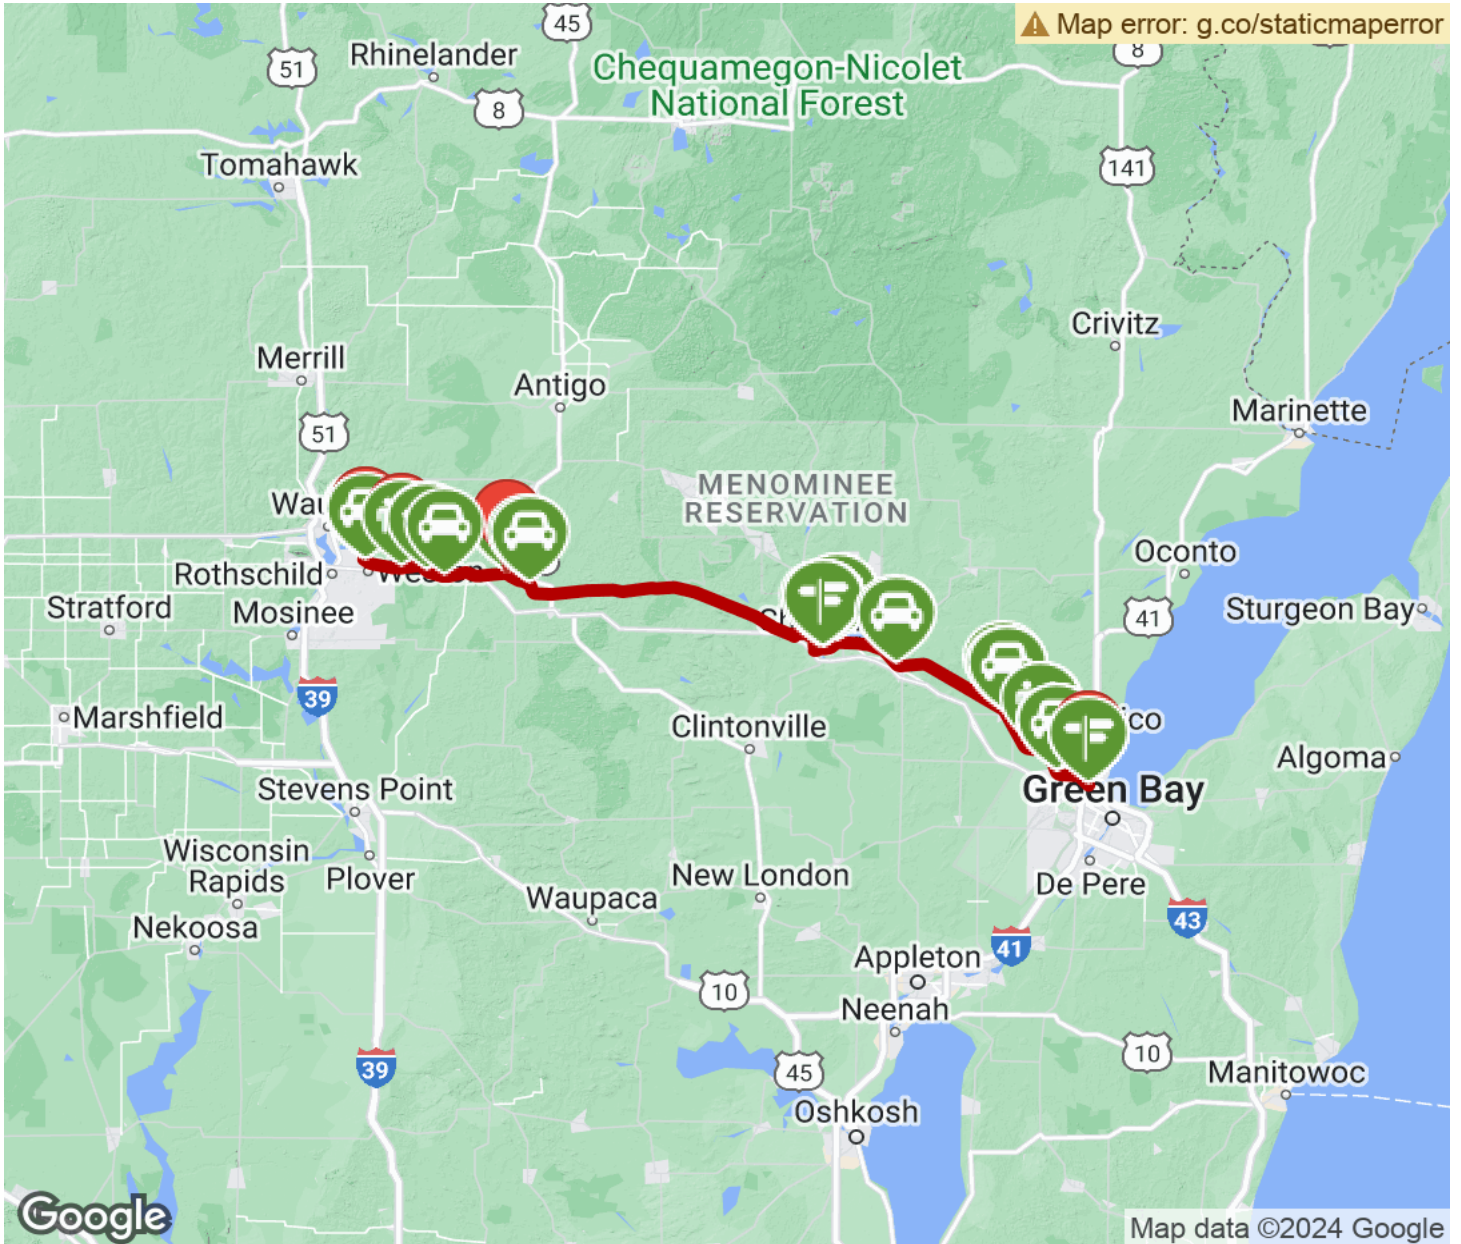 45
Map error: g.co/staticmaperror
Rhinelander
8
51
Chequamegon-Nicolet
National Forest
8
Tomahawk
141
Crivitz
Merrill
Antigo
Marinette
51
MENOMINEE
RESERVATION
Oconto
Rothschild
Stratford
Mosinee
41
Sturgeon Bay
39
Marshfield
Clintonville
Algoma
Stevens Point
Green Bay
Wisconsin
Rapids
Plover
New London
De Pere
Waupaca
Nekoosa
43
41
Appleton
10
Neenah
10
39
45
Manitowoc
Oshkosh
Google
Map data ©2024 Google